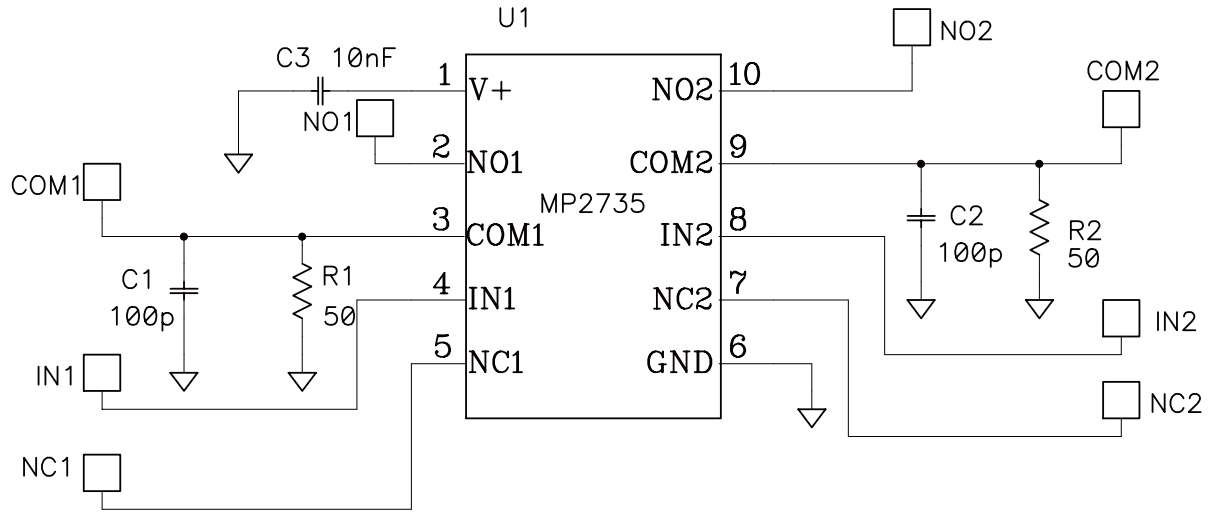 U1
NO2
C3 10nF
1
V+
NO2
10
COM2
NO1
2
NO1
COM2
9
COM1
MP2735
3
COM1
IN2
8
C2
100p
R2
50
C1
100p
R1
50
4
IN1
NC2
7
IN2
5
NC1
GND
6
IN1
NC2
NC1